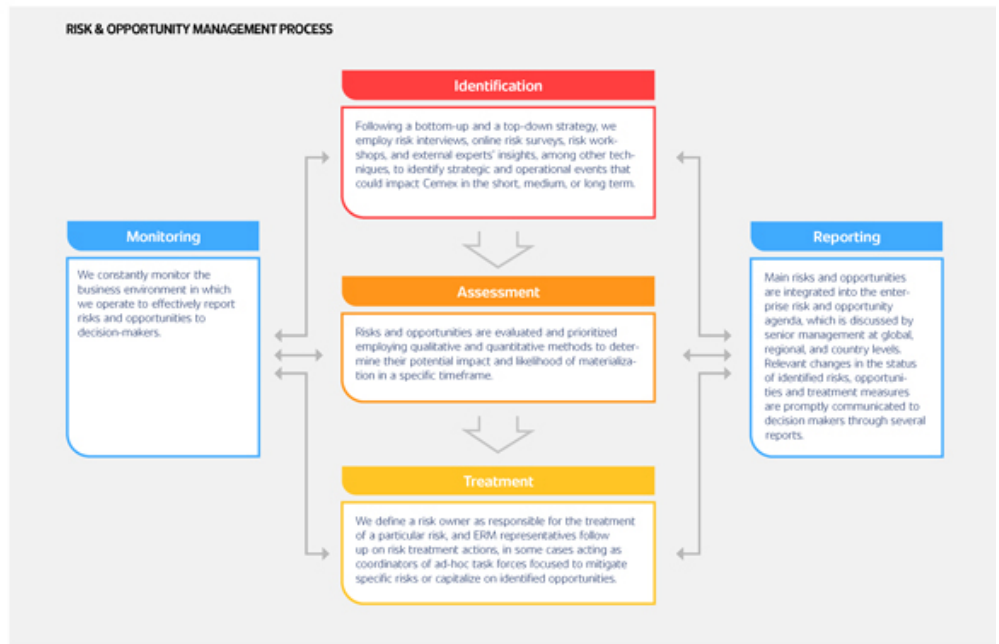 RISK & OPPORTUNITY MANAGEMENT PROCESS
Identification
Following a bottom-up and a top-down strategy, we
employ risk interviews, online risk surveys, risk work-
shops, and external experts' insights, among other tech-
niques, to identify strategic and operational events that
could impact Cemex in the short, medium, or long term.
Monitoring
We constantly monitor the
business environment in which
we operate to effectively report
risks and opportunities to
decision-makers.
Assessment
Risks and opportunities are evaluated and prioritized
employing qualitative and quantitative methods to deter-
mine their potential impact and likelihood of materializa-
tion in a specific timeframe.
Reporting
Main risks and opportunities
are integrated into the enter-
prise risk and opportunity
agenda, which is discussed by
senior management at global,
regional, and country levels.
Relevant changes in the status
of identified risks, opportuni-
ties and treatment measures
are promptly communicated to
decision makers through several
reports.
Treatment
We define a risk owner as responsible for the treatment
of a particular risk, and ERM representatives follow
up on risk treatment actions, in some cases acting as
coordinators of ad-hoc task forces focused to mitigate
specific risks or capitalize on identified opportunities.